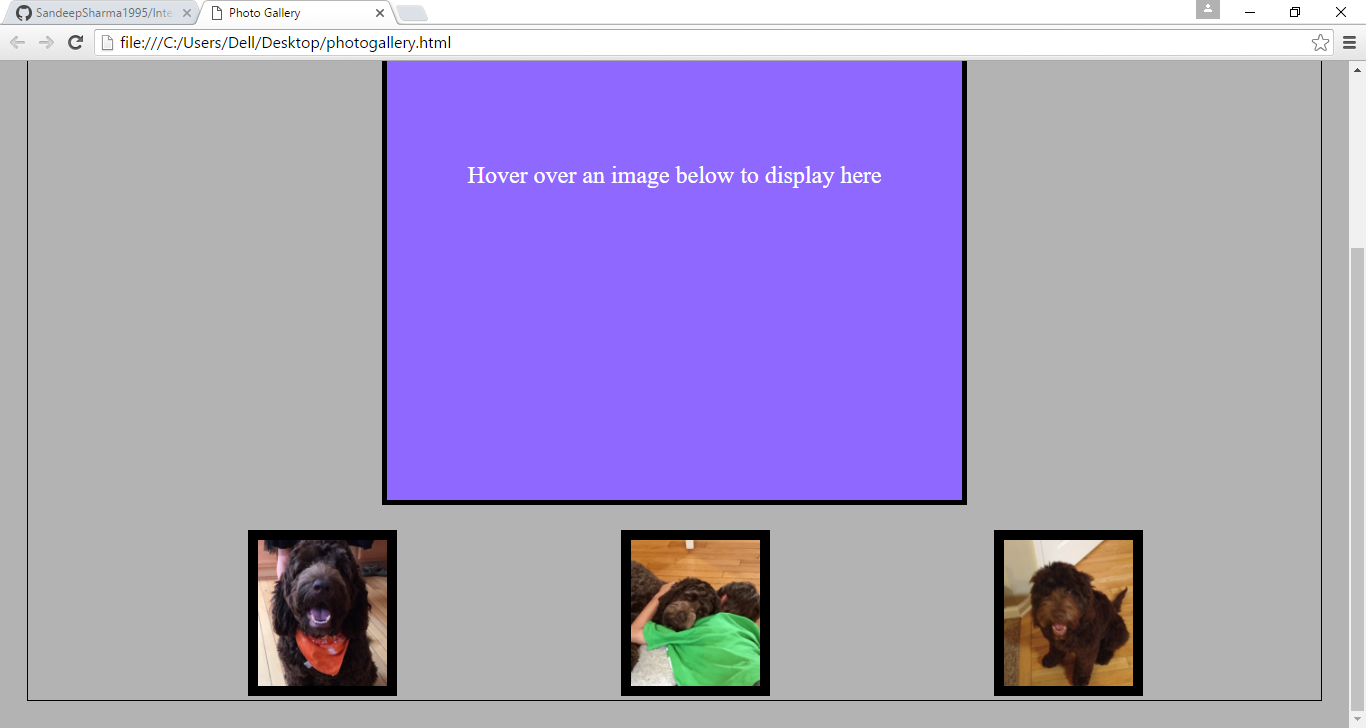 SandeepSharma1995/Inte
Photo Gallery
file:///C:/Users/Dell/Desktop/photogallery.html
Hover over an image below to display here